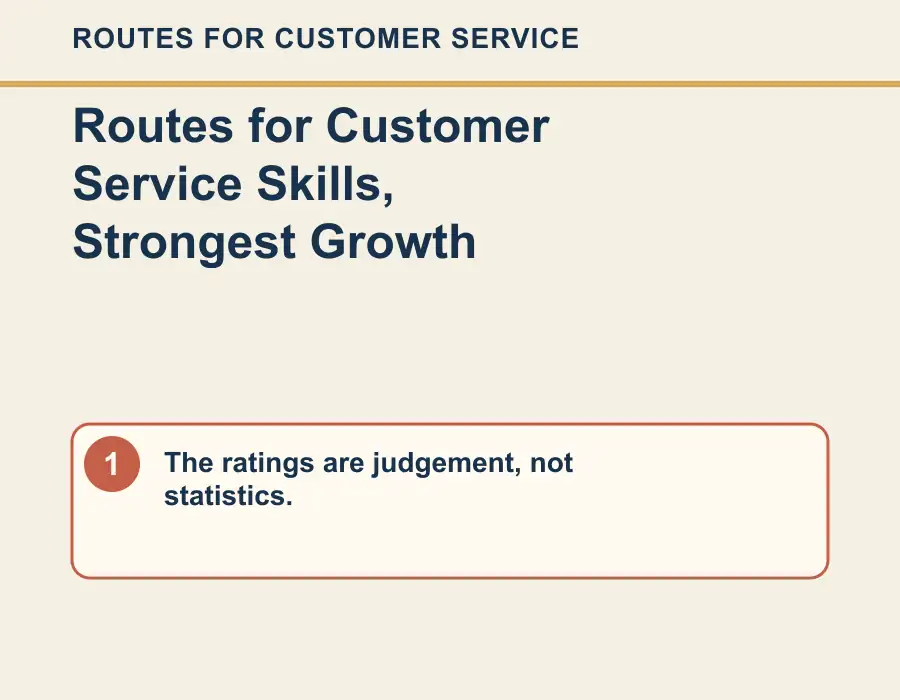 ROUTES FOR CUSTOMER SERVICE
Routes for Customer
Service Skills,
Strongest Growth
1
The ratings are judgement, not
statistics.